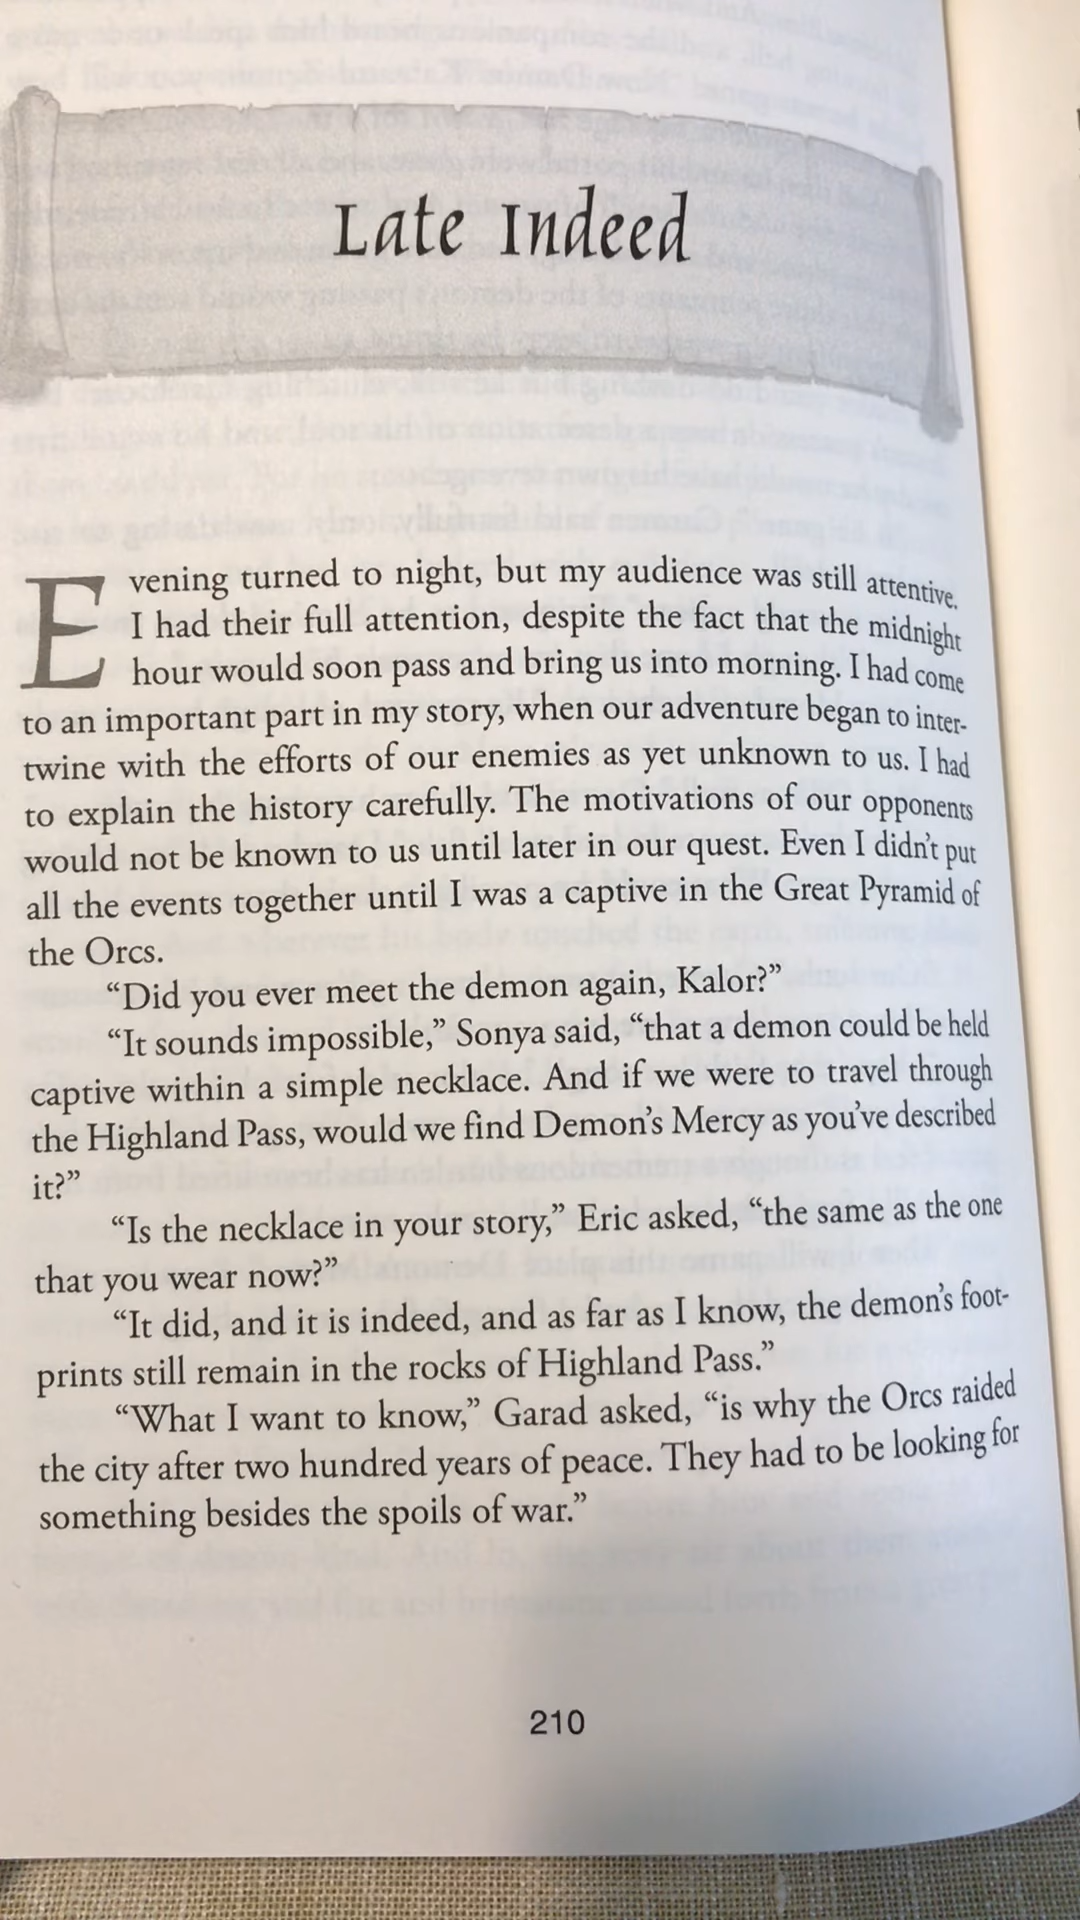 Late Indeed
Evening turned to night, but my audience was still attentive.
I had their full attention, despite the fact that the midnight
hour would soon pass and bring us into morning. I had come
to an important part in my story, when our adventure began to inter-
twine with the efforts of our enemies as yet unknown to us. I had
to explain the history carefully. The motivations of our opponents
would not be known to us until later in our quest. Even I didn’t put
all the events together until I was a captive in the Great Pyramid of
the Orcs.
“Did you ever meet the demon again, Kalor?”
“It sounds impossible,” Sonya said, “that a demon could be held
captive within a simple necklace. And if we were to travel through
the Highland Pass, would we find Demon’s Mercy as you’ve described
it?”
“Is the necklace in your story,” Eric asked, “the same as the one
that you wear now?”
“It did, and it is indeed, and as far as I know, the demon’s foot-
prints still remain in the rocks of Highland Pass.”
“What I want to know,” Garad asked, “is why the Orcs raided
the city after two hundred years of peace. They had to be looking for
something besides the spoils of war.”
210